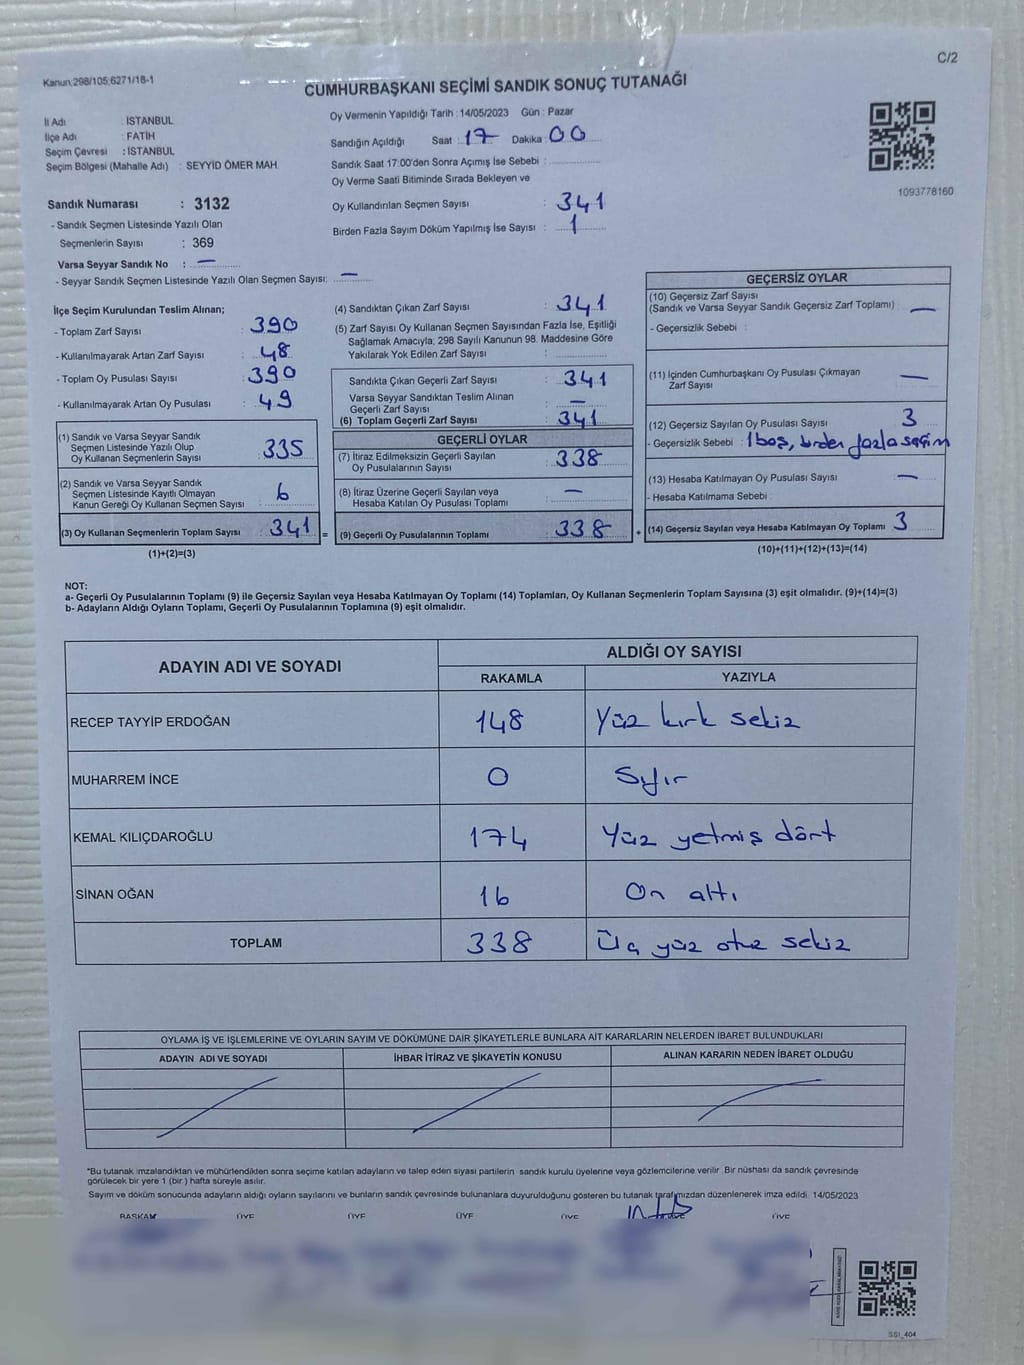 C/2
Kanun:298/105;6271/18-1
CUMHURBAŞKANI SEÇİMİ SANDIK SONUÇ TUTANAĞI
İl Adı : İSTANBUL
İlçe Adı : FATİH
Seçim Çevresi : İSTANBUL
Seçim Bölgesi (Mahalle Adı) : SEYYİD ÖMER MAH.
Oy Vermenin Yapıldığı Tarih : 14/05/2023 Gün : Pazar
Sandığın Açıldığı Saat : 17 Dakika : 00
Sandık Saat 17:00'den Sonra Açımış İse Sebebi :
Oy Verme Saati Bitiminde Sırada Bekleyen ve
Oy Kullandırılan Seçmen Sayısı : 341
Birden Fazla Sayım Döküm Yapılmış İse Sayısı : 1
1093778160
Sandık Numarası : 3132
- Sandık Seçmen Listesinde Yazılı Olan
Seçmenlerin Sayısı : 369
Varsa Seyyar Sandık No : —
- Seyyar Sandık Seçmen Listesinde Yazılı Olan Seçmen Sayısı: —
İlçe Seçim Kurulundan Teslim Alınan;
- Toplam Zarf Sayısı : 390
- Kullanılmayarak Artan Zarf Sayısı : 48
- Toplam Oy Pusulası Sayısı : 390
- Kullanılmayarak Artan Oy Pusulası : 49
(1) Sandık ve Varsa Seyyar Sandık
Seçmen Listesinde Yazılı Olup
Oy Kullanan Seçmenlerin Sayısı : 335
(2) Sandık ve Varsa Seyyar Sandık
Seçmen Listesinde Kayıtlı Olmayan
Kanun Gereği Oy Kullanan Seçmen Sayısı : 6
(3) Oy Kullanan Seçmenlerin Toplam Sayısı : 341
(1)+(2)=(3)
(4) Sandıktan Çıkan Zarf Sayısı : 341
(5) Zarf Sayısı Oy Kullanan Seçmen Sayısından Fazla İse, Eşitliği
Sağlamak Amacıyla; 298 Sayılı Kanunun 98. Maddesine Göre
Yakılarak Yok Edilen Zarf Sayısı :
Sandıkta Çıkan Geçerli Zarf Sayısı : 341
Varsa Seyyar Sandıktan Teslim Alınan
Geçerli Zarf Sayısı : —
(6) Toplam Geçerli Zarf Sayısı : 341
GEÇERLİ OYLAR
(7) İtiraz Edilmeksizin Geçerli Sayılan
Oy Pusulalarının Sayısı : 338
(8) İtiraz Üzerine Geçerli Sayılan veya
Hesaba Katılan Oy Pusulası Toplamı : —
= (9) Geçerli Oy Pusulalarının Toplamı : 338 +
GEÇERSİZ OYLAR
(10) Geçersiz Zarf Sayısı
(Sandık ve Varsa Seyyar Sandık Geçersiz Zarf Toplamı) : —
- Geçersizlik Sebebi :
(11) İçinden Cumhurbaşkanı Oy Pusulası Çıkmayan
Zarf Sayısı : —
(12) Geçersiz Sayılan Oy Pusulası Sayısı : 3
- Geçersizlik Sebebi : 1 boş, birden fazla seçim
(13) Hesaba Katılmayan Oy Pusulası Sayısı : —
- Hesaba Katılmama Sebebi :
(14) Geçersiz Sayılan veya Hesaba Katılmayan Oy Toplamı : 3
(10)+(11)+(12)+(13)=(14)
NOT:
a- Geçerli Oy Pusulalarının Toplamı (9) ile Geçersiz Sayılan veya Hesaba Katılmayan Oy Toplamı (14) Toplamları, Oy Kullanan Seçmenlerin Toplam Sayısına (3) eşit olmalıdır. (9)+(14)=(3)
b- Adayların Aldığı Oyların Toplamı, Geçerli Oy Pusulalarının Toplamına (9) eşit olmalıdır.
ADAYIN ADI VE SOYADI ALDIĞI OY SAYISI
RAKAMLA YAZIYLA
RECEP TAYYİP ERDOĞAN 148 Yüz kırk sekiz
MUHARREM İNCE 0 Sıfır
KEMAL KILIÇDAROĞLU 174 Yüz yetmiş dört
SİNAN OĞAN 16 On altı
TOPLAM 338 Üç yüz otuz sekiz
OYLAMA İŞ VE İŞLEMLERİNE VE OYLARIN SAYIM VE DÖKÜMÜNE DAİR ŞİKAYETLERLE BUNLARA AİT KARARLARIN NELERDEN İBARET BULUNDUKLARI
ADAYIN ADI VE SOYADI İHBAR İTİRAZ VE ŞİKAYETİN KONUSU ALINAN KARARIN NEDEN İBARET OLDUĞU
*Bu tutanak imzalandıktan ve mühürlendikten sonra seçime katılan adayların ve talep eden siyasi partilerin sandık kurulu üyelerine veya gözlemcilerine verilir. Bir nüshası da sandık çevresinde
görülecek bir yere 1 (bir) hafta süreyle asılır.
Sayım ve döküm sonucunda adayların aldığı oyların sayılarını ve bunların sandık çevresinde bulunanlara duyurulduğunu gösteren bu tutanak tarafımızdan düzenlenerek imza edildi. 14/05/2023
BAŞKAN ÜYE ÜYE ÜYE ÜYE ÜYE ÜYE
SSI_404